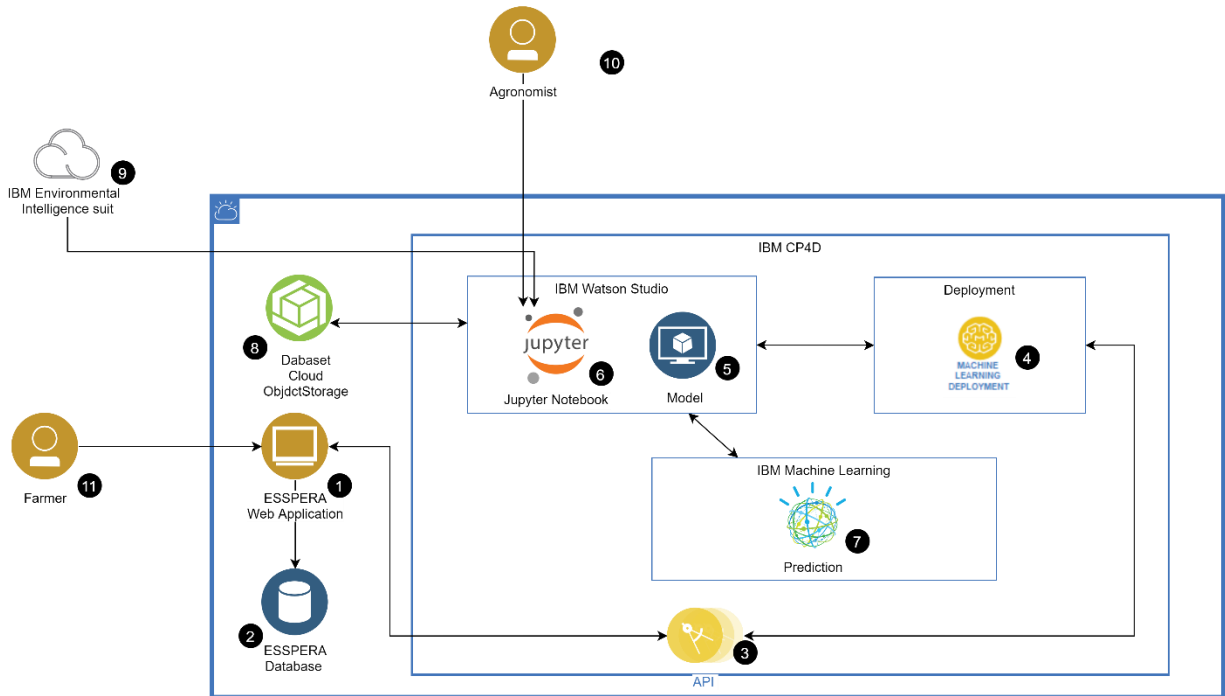 10
Agronomist
9
IBM Environmental
Intelligence suit
IBM CP4D
IBM Watson Studio
Deployment
jupyter
6
Jupyter Notebook
5
Model
4
MACHINE
LEARNING
DEPLOYMENT
8
Dabaset
Cloud
ObjdctStorage
11
Farmer
1
ESSPERA
Web Application
IBM Machine Learning
7
Prediction
2
ESSPERA
Database
3
API